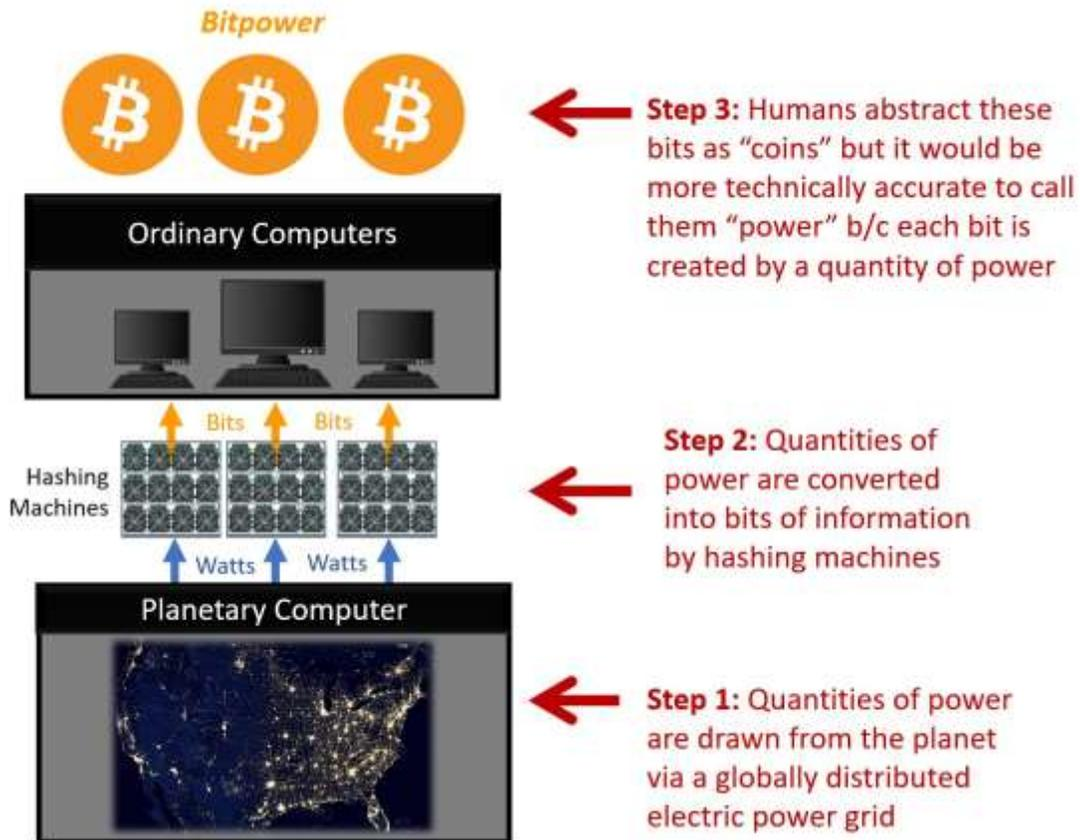 Bitpower
Step 3: Humans abstract these
bits as “coins” but it would be
more technically accurate to call
them “power” b/c each bit is
created by a quantity of power
Ordinary Computers
Bits Bits
Hashing
Machines
Step 2: Quantities of
power are converted
into bits of information
by hashing machines
Watts Watts
Planetary Computer
Step 1: Quantities of power
are drawn from the planet
via a globally distributed
electric power grid